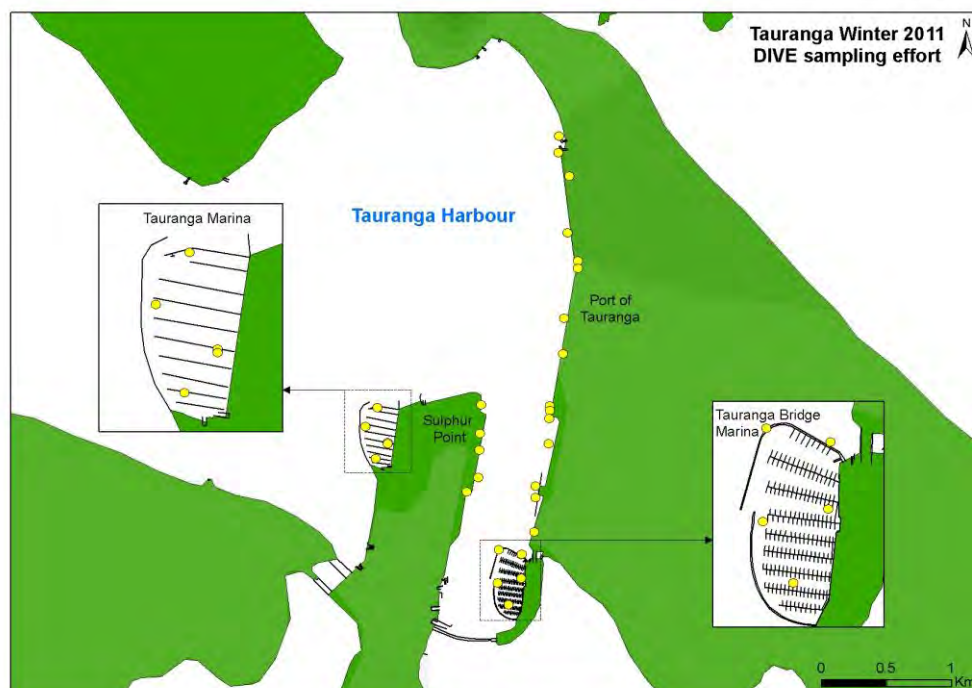 Tauranga Winter 2011
DIVE sampling effort
N
Tauranga Marina
Tauranga Harbour
Port of
Tauranga
Sulphur
Point
Tauranga Bridge
Marina
0 0.5 1
Km